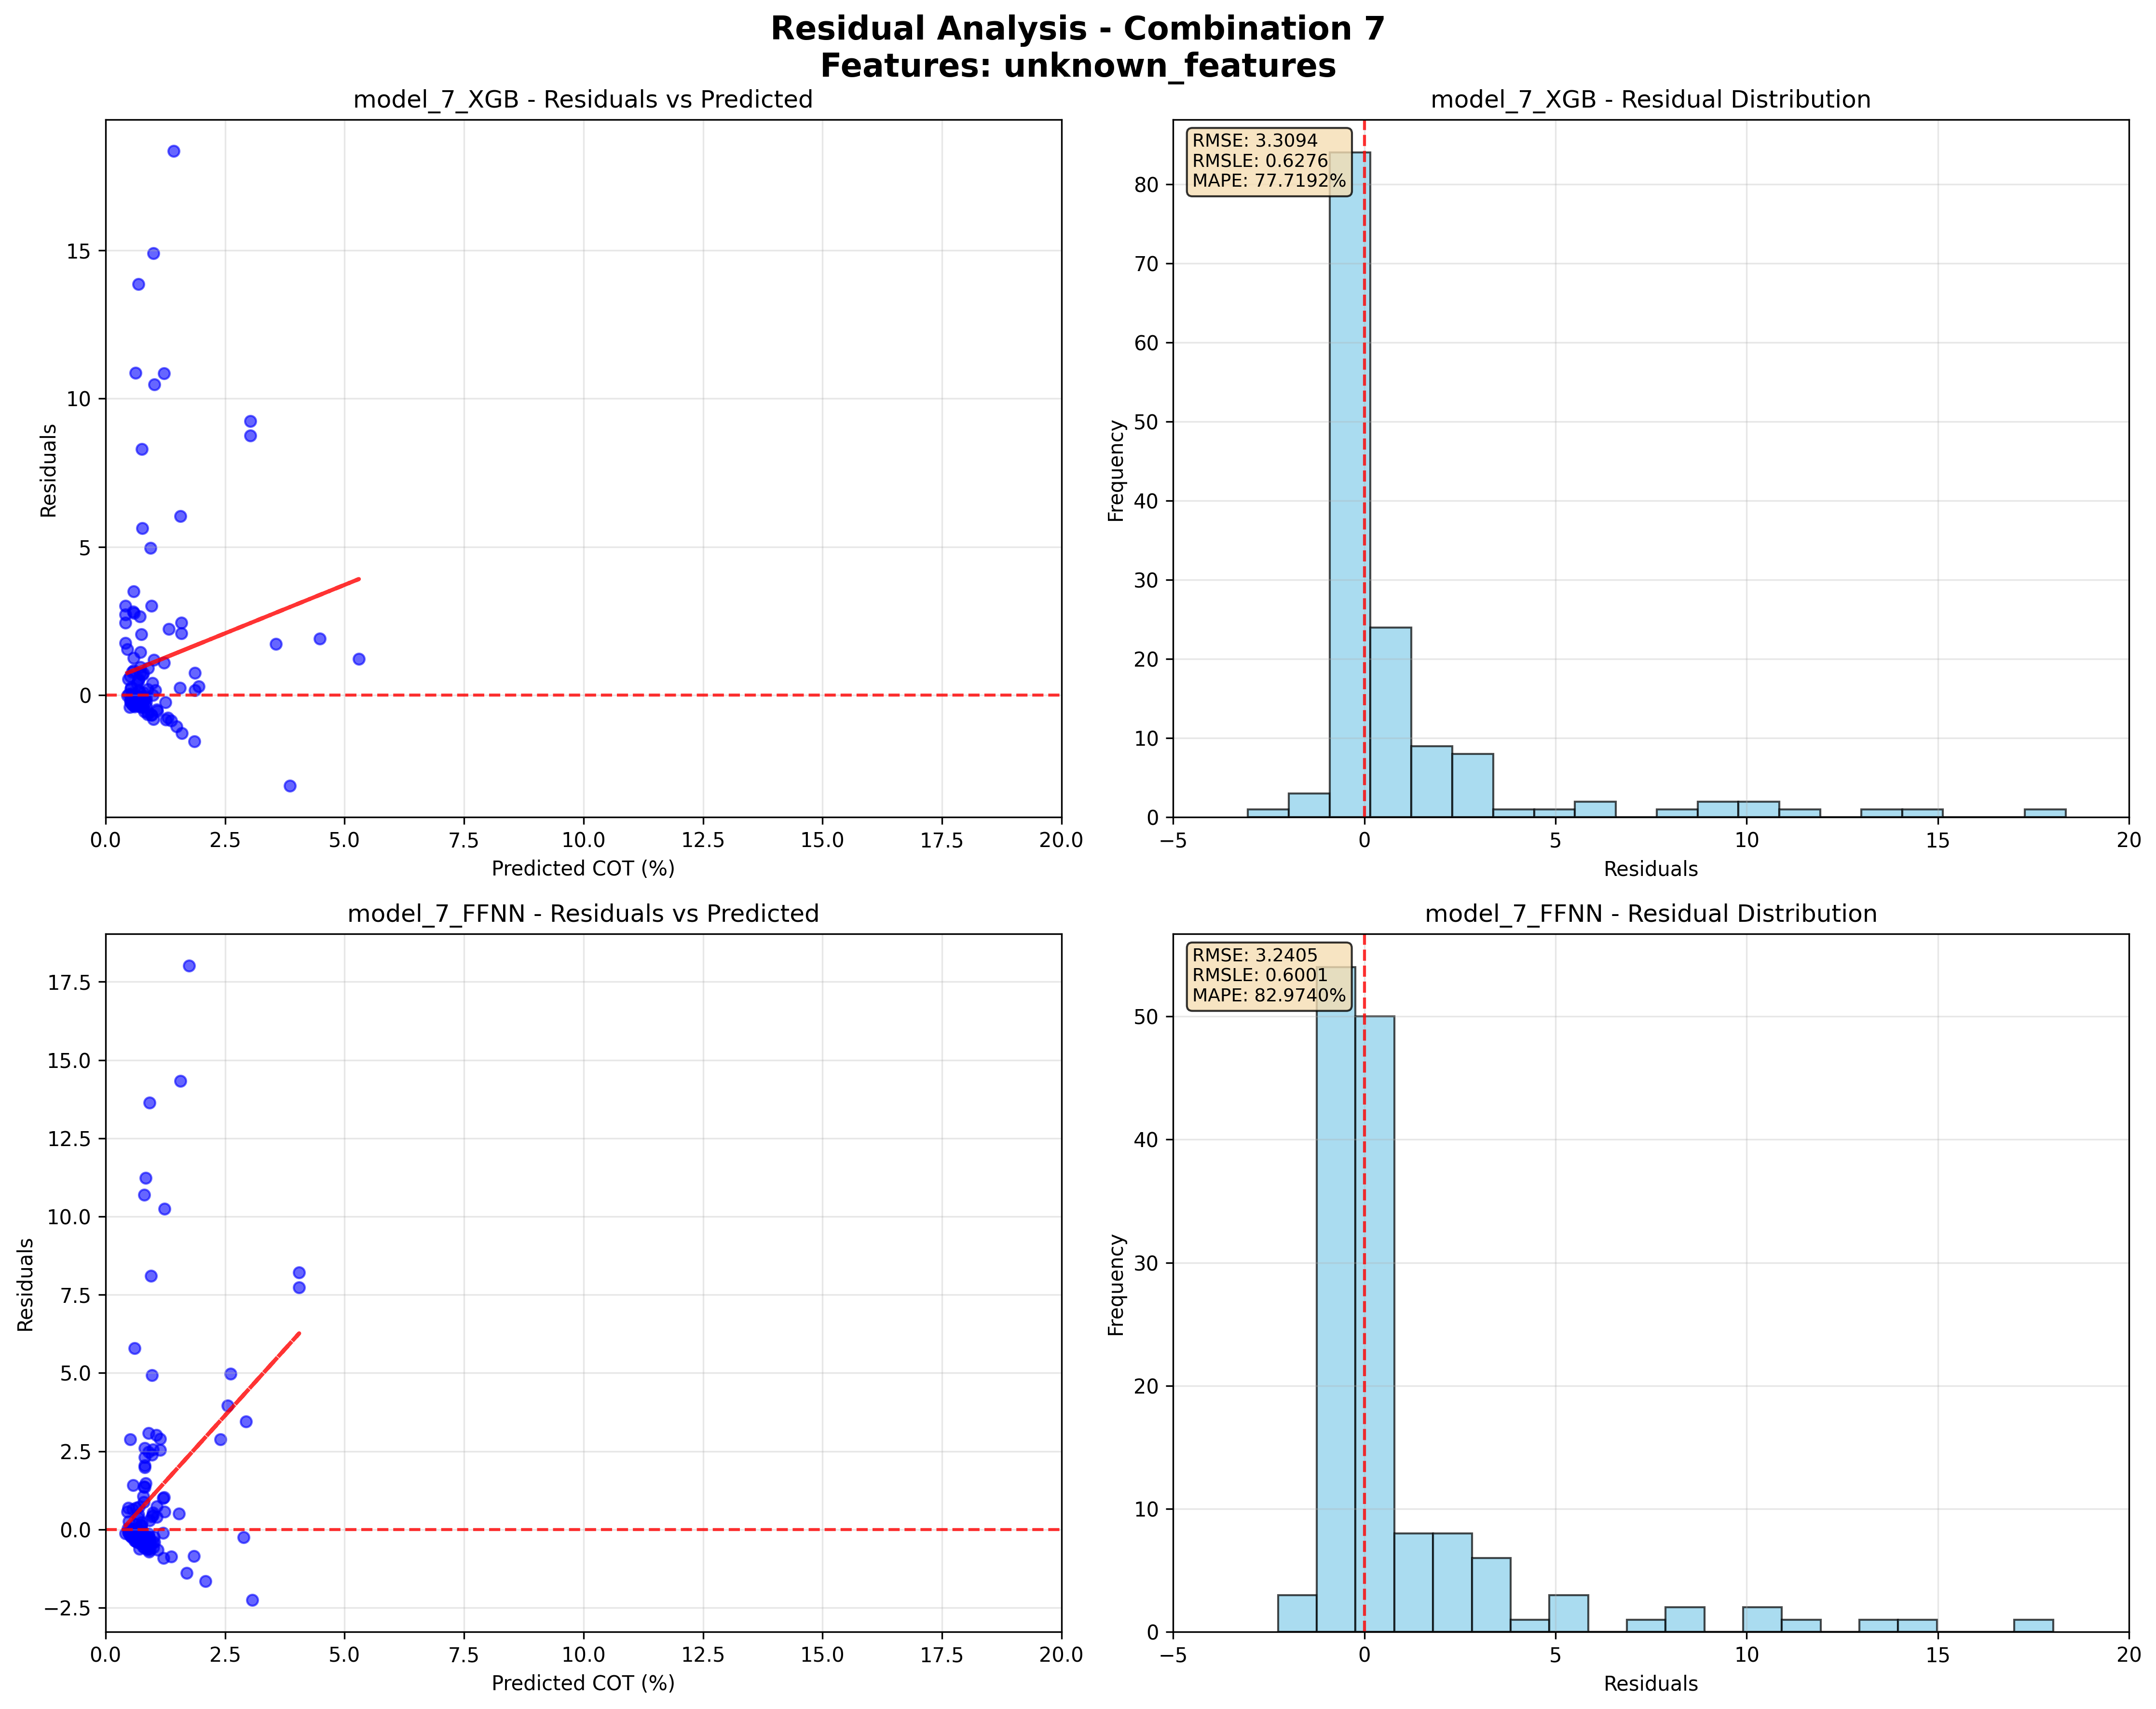 Residual Analysis - Combination 7
Features: unknown_features
model_7_XGB - Residuals vs Predicted
15
10
5
0
Residuals
0.0 2.5 5.0 7.5 10.0 12.5 15.0 17.5 20.0
Predicted COT (%)
model_7_XGB - Residual Distribution
RMSE: 3.3094
RMSLE: 0.6276
MAPE: 77.7192%
80
70
60
50
40
30
20
10
0
Frequency
−5 0 5 10 15 20
Residuals
model_7_FFNN - Residuals vs Predicted
17.5
15.0
12.5
10.0
7.5
5.0
2.5
0.0
−2.5
Residuals
0.0 2.5 5.0 7.5 10.0 12.5 15.0 17.5 20.0
Predicted COT (%)
model_7_FFNN - Residual Distribution
RMSE: 3.2405
RMSLE: 0.6001
MAPE: 82.9740%
50
40
30
20
10
0
Frequency
−5 0 5 10 15 20
Residuals